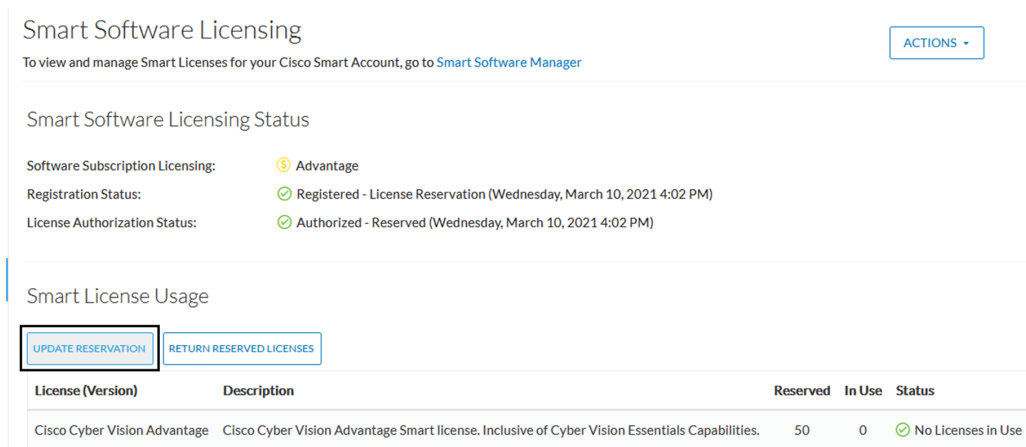 Smart Software Licensing
ACTIONS
To view and manage Smart Licenses for your Cisco Smart Account, go to Smart Software Manager
Smart Software Licensing Status
Software Subscription Licensing: $ Advantage
Registration Status: Registered - License Reservation (Wednesday, March 10, 2021 4:02 PM)
License Authorization Status: Authorized - Reserved (Wednesday, March 10, 2021 4:02 PM)
Smart License Usage
UPDATE RESERVATION RETURN RESERVED LICENSES
License (Version) Description Reserved In Use Status
Cisco Cyber Vision Advantage Cisco Cyber Vision Advantage Smart license. Inclusive of Cyber Vision Essentials Capabilities. 50 0 No Licenses in Use